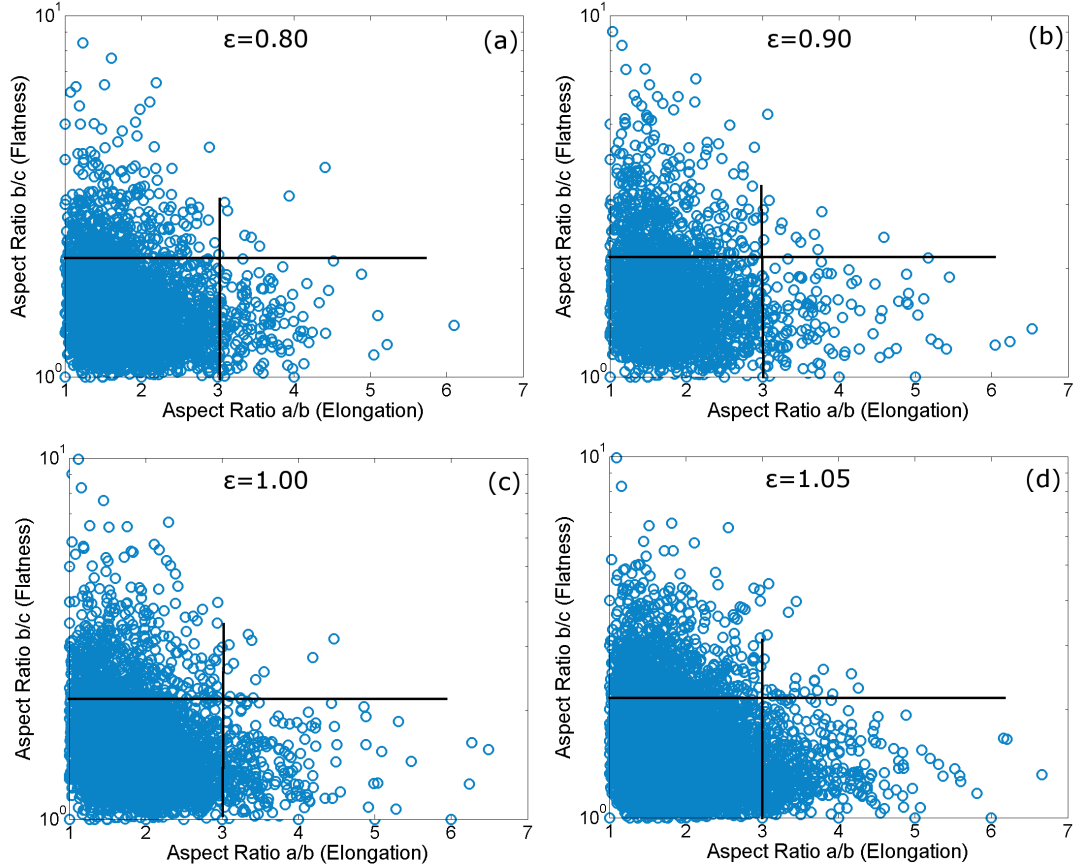 10¹
ε=0.80
(a)
Aspect Ratio b/c (Flatness)
10⁰
1 2 3 4 5 6 7
Aspect Ratio a/b (Elongation)
10¹
ε=0.90
(b)
Aspect Ratio b/c (Flatness)
10⁰
1 2 3 4 5 6 7
Aspect Ratio a/b (Elongation)
10¹
ε=1.00
(c)
Aspect Ratio b/c (Flatness)
10⁰
1 2 3 4 5 6 7
Aspect Ratio a/b (Elongation)
10¹
ε=1.05
(d)
Aspect Ratio b/c (Flatness)
10⁰
1 2 3 4 5 6 7
Aspect Ratio a/b (Elongation)